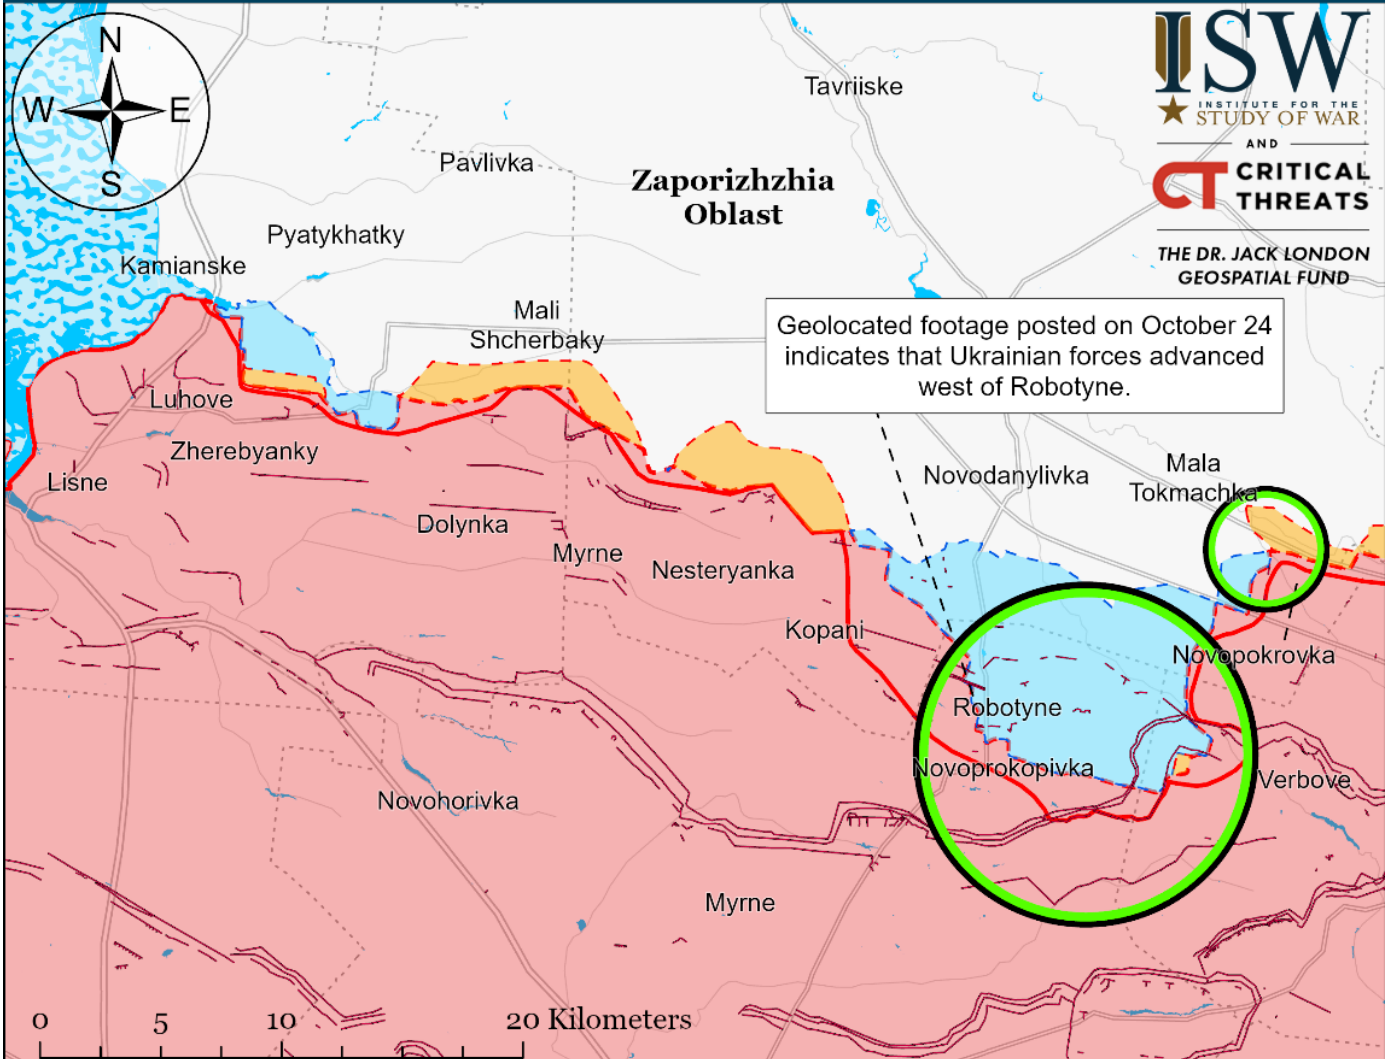 N
W
E
S
ISW
INSTITUTE FOR THE
STUDY OF WAR
AND
CT CRITICAL
THREATS
THE DR. JACK LONDON
GEOSPATIAL FUND
Tavriiske
Pavlivka
Zaporizhzhia
Oblast
Pyatykhatky
Kamianske
Mali
Shcherbaky
Geolocated footage posted on October 24
indicates that Ukrainian forces advanced
west of Robotyne.
Luhove
Zherebyanky
Lisne
Novodanylivka
Mala
Tokmachka
Dolynka
Myrne
Nesteryanka
Kopani
Novopokrovka
Robotyne
Novoprokopivka
Verbove
Novohorivka
Myrne
0 5 10 20 Kilometers